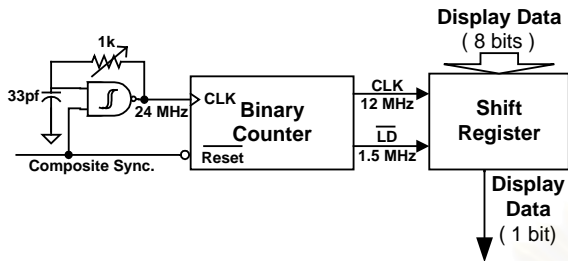 Display Data
( 8 bits )
1k
33pf
24 MHz
CLK
Binary
Counter
Reset
CLK
12 MHz
LD
1.5 MHz
Shift
Register
Composite Sync.
Display
Data
( 1 bit)